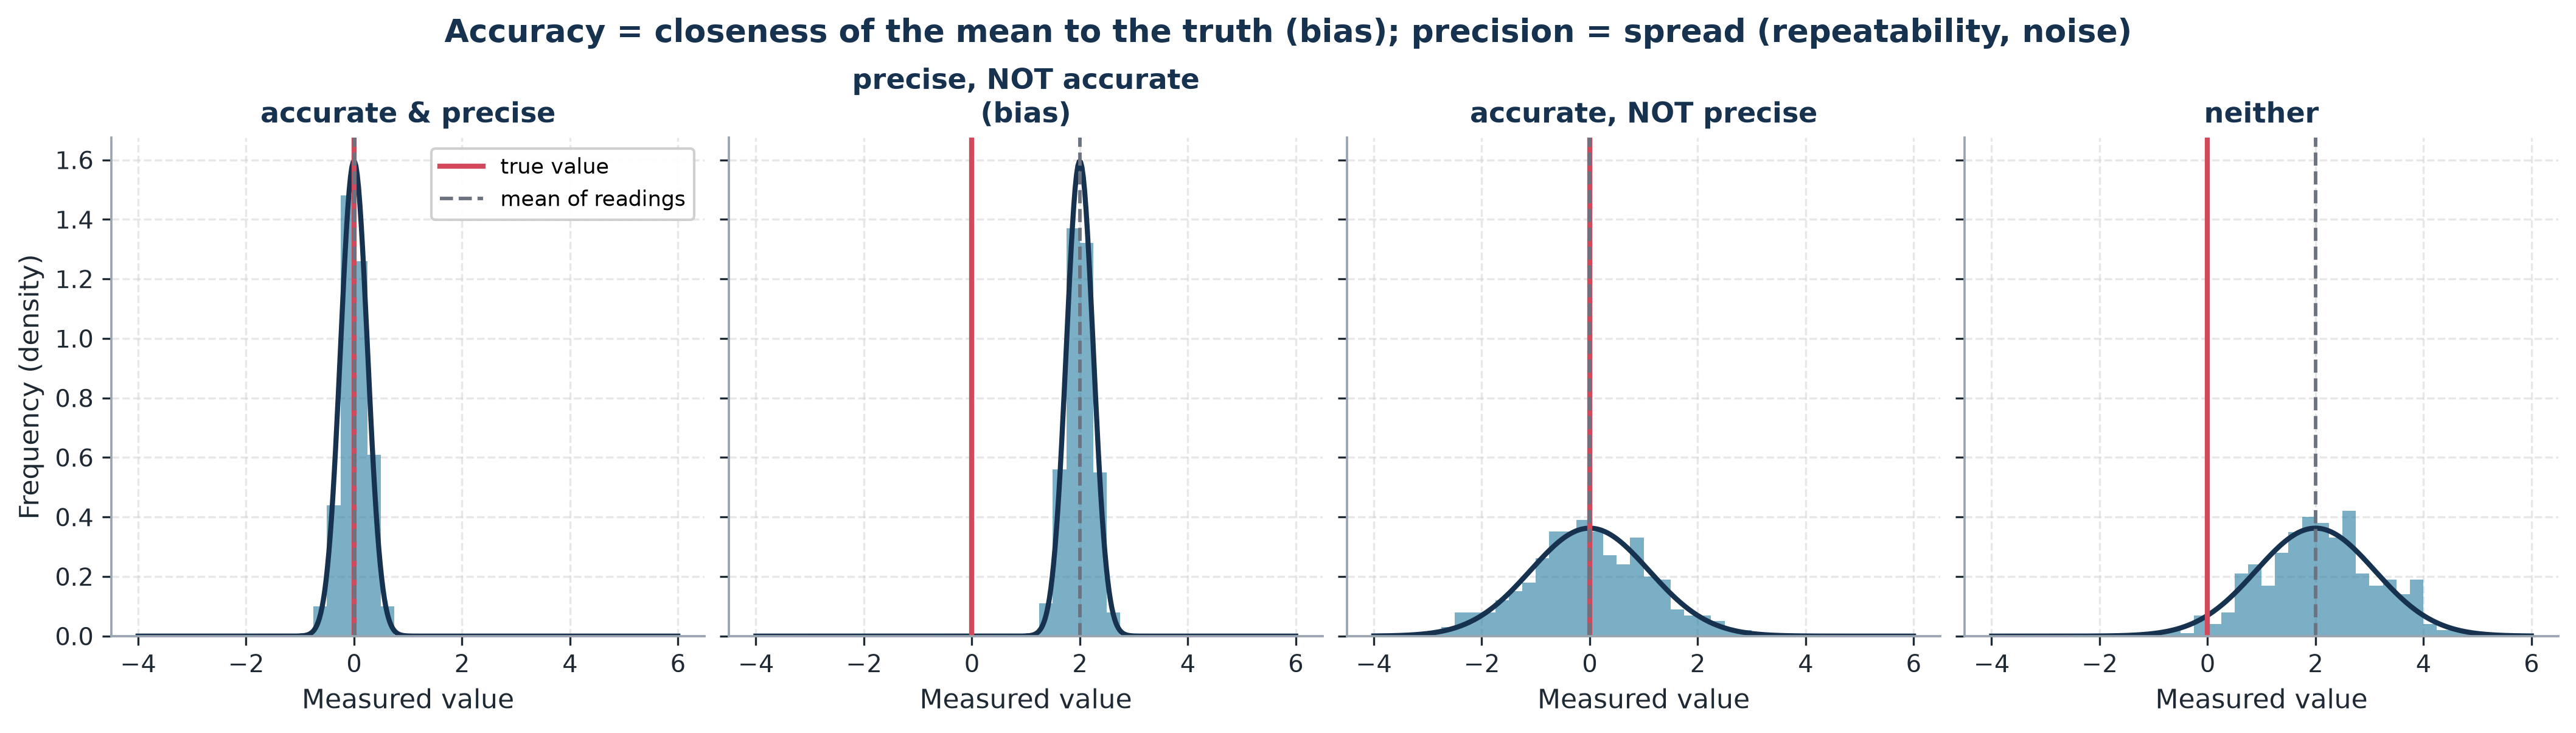 Accuracy = closeness of the mean to the truth (bias); precision = spread (repeatability, noise)
accurate & precise
precise, NOT accurate
(bias)
accurate, NOT precise
neither
true value
mean of readings
Frequency (density)
1.6
1.4
1.2
1.0
0.8
0.6
0.4
0.2
0.0
−4 −2 0 2 4 6
−4 −2 0 2 4 6
−4 −2 0 2 4 6
−4 −2 0 2 4 6
Measured value
Measured value
Measured value
Measured value